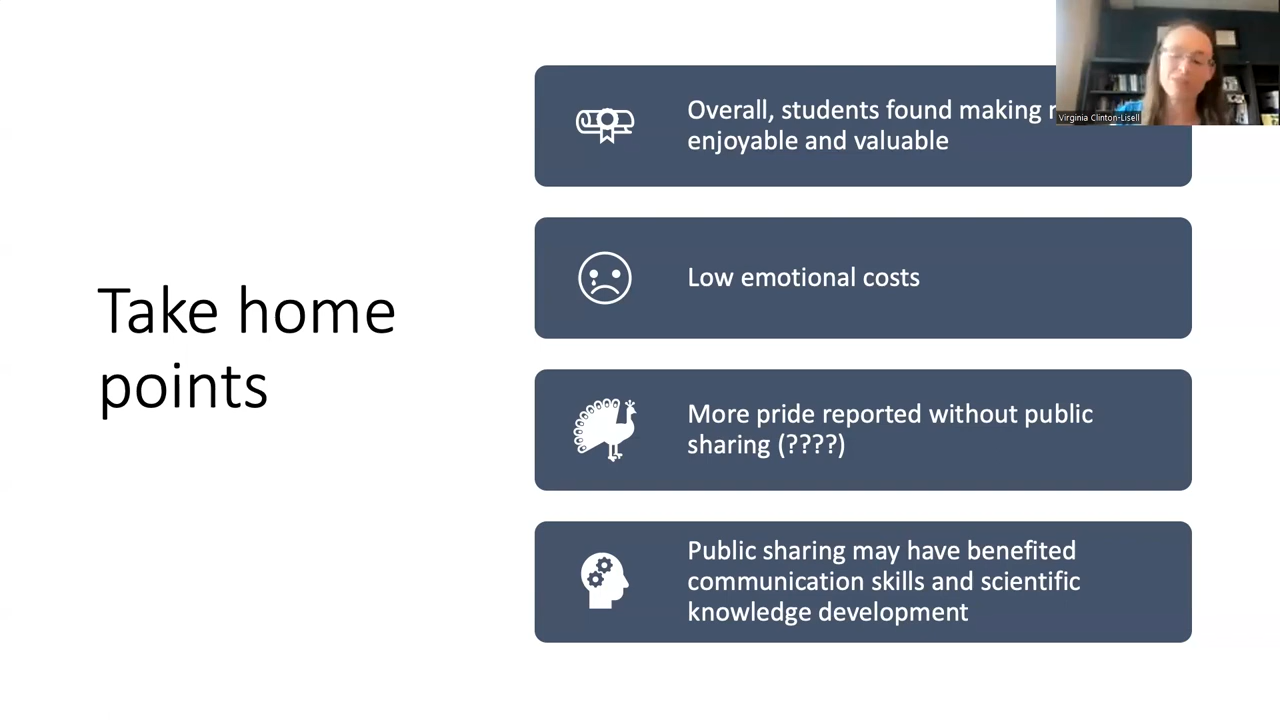 Take home
points
Overall, students found making
enjoyable and valuable
Low emotional costs
More pride reported without public
sharing (????)
Public sharing may have benefited
communication skills and scientific
knowledge development
Virginia Clinton-Lisell